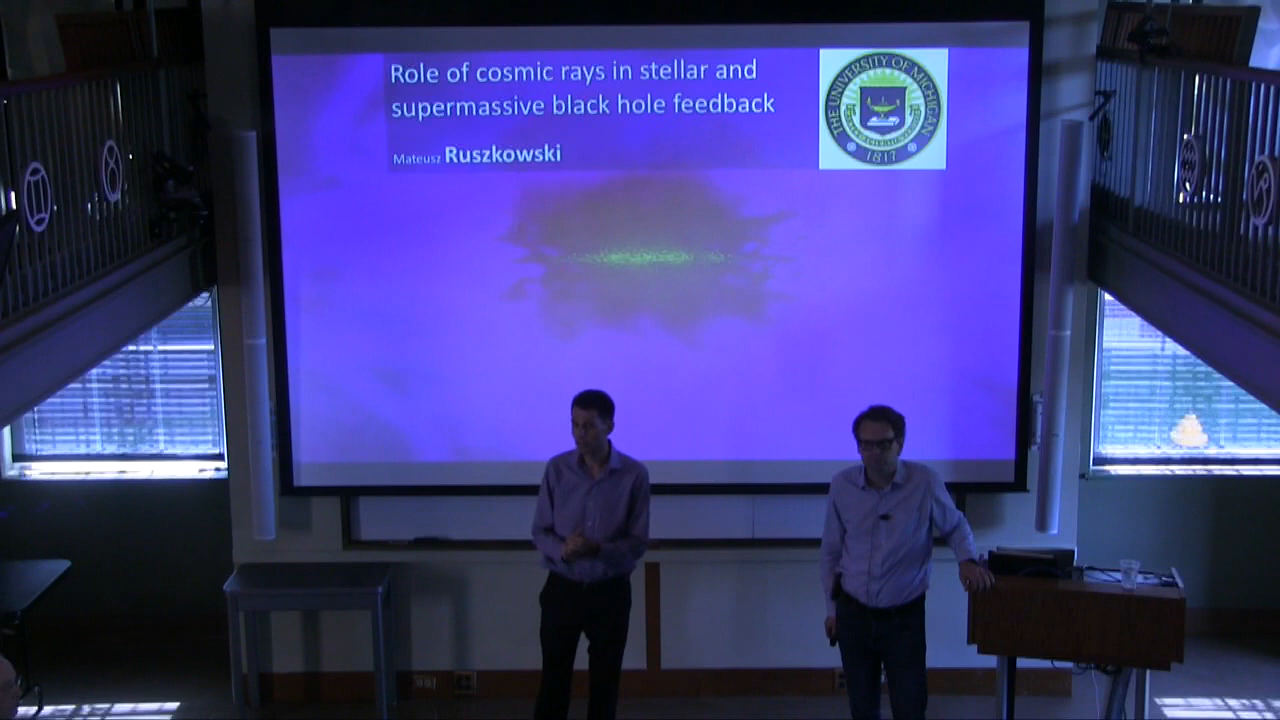 Role of cosmic rays in stellar and
supermassive black hole feedback
Mateusz Ruszkowski
THE UNIVERSITY OF MICHIGAN
1817